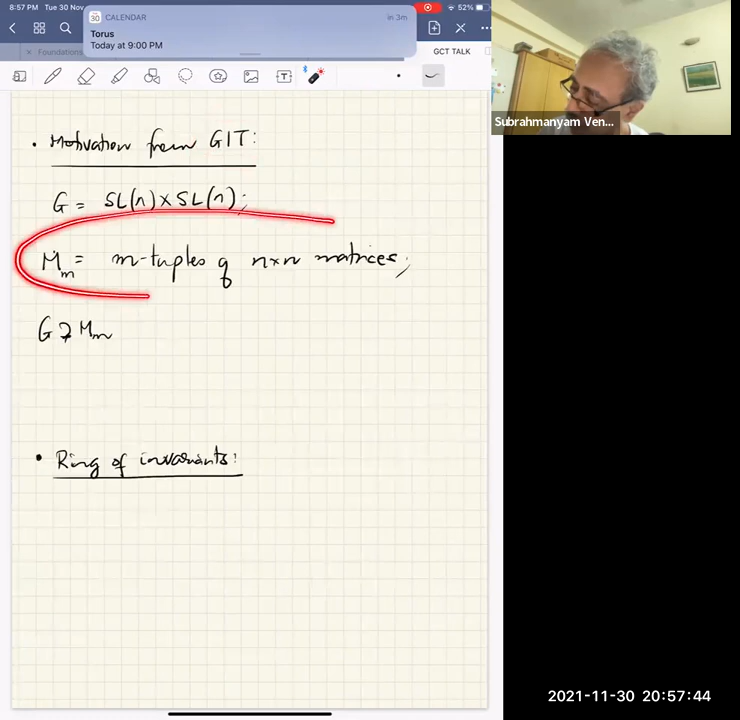 8:57 PM Tue 30 Nov
52%
30 CALENDAR in 3m
Torus
Today at 9:00 PM
Foundations
GCT TALK
Subrahmanyam Ven...
• Motivation from GIT:
G = SL(n) × SL(n);
Mm = m-tuples of n×n matrices;
G Mm
• Ring of invariants:
2021-11-30 20:57:44